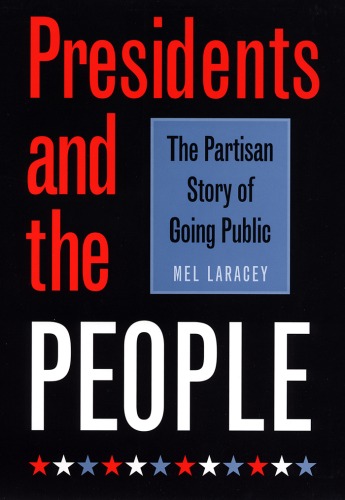 Presidents
and
the
PEOPLE
The Partisan
Story of
Going Public
MEL LARACEY